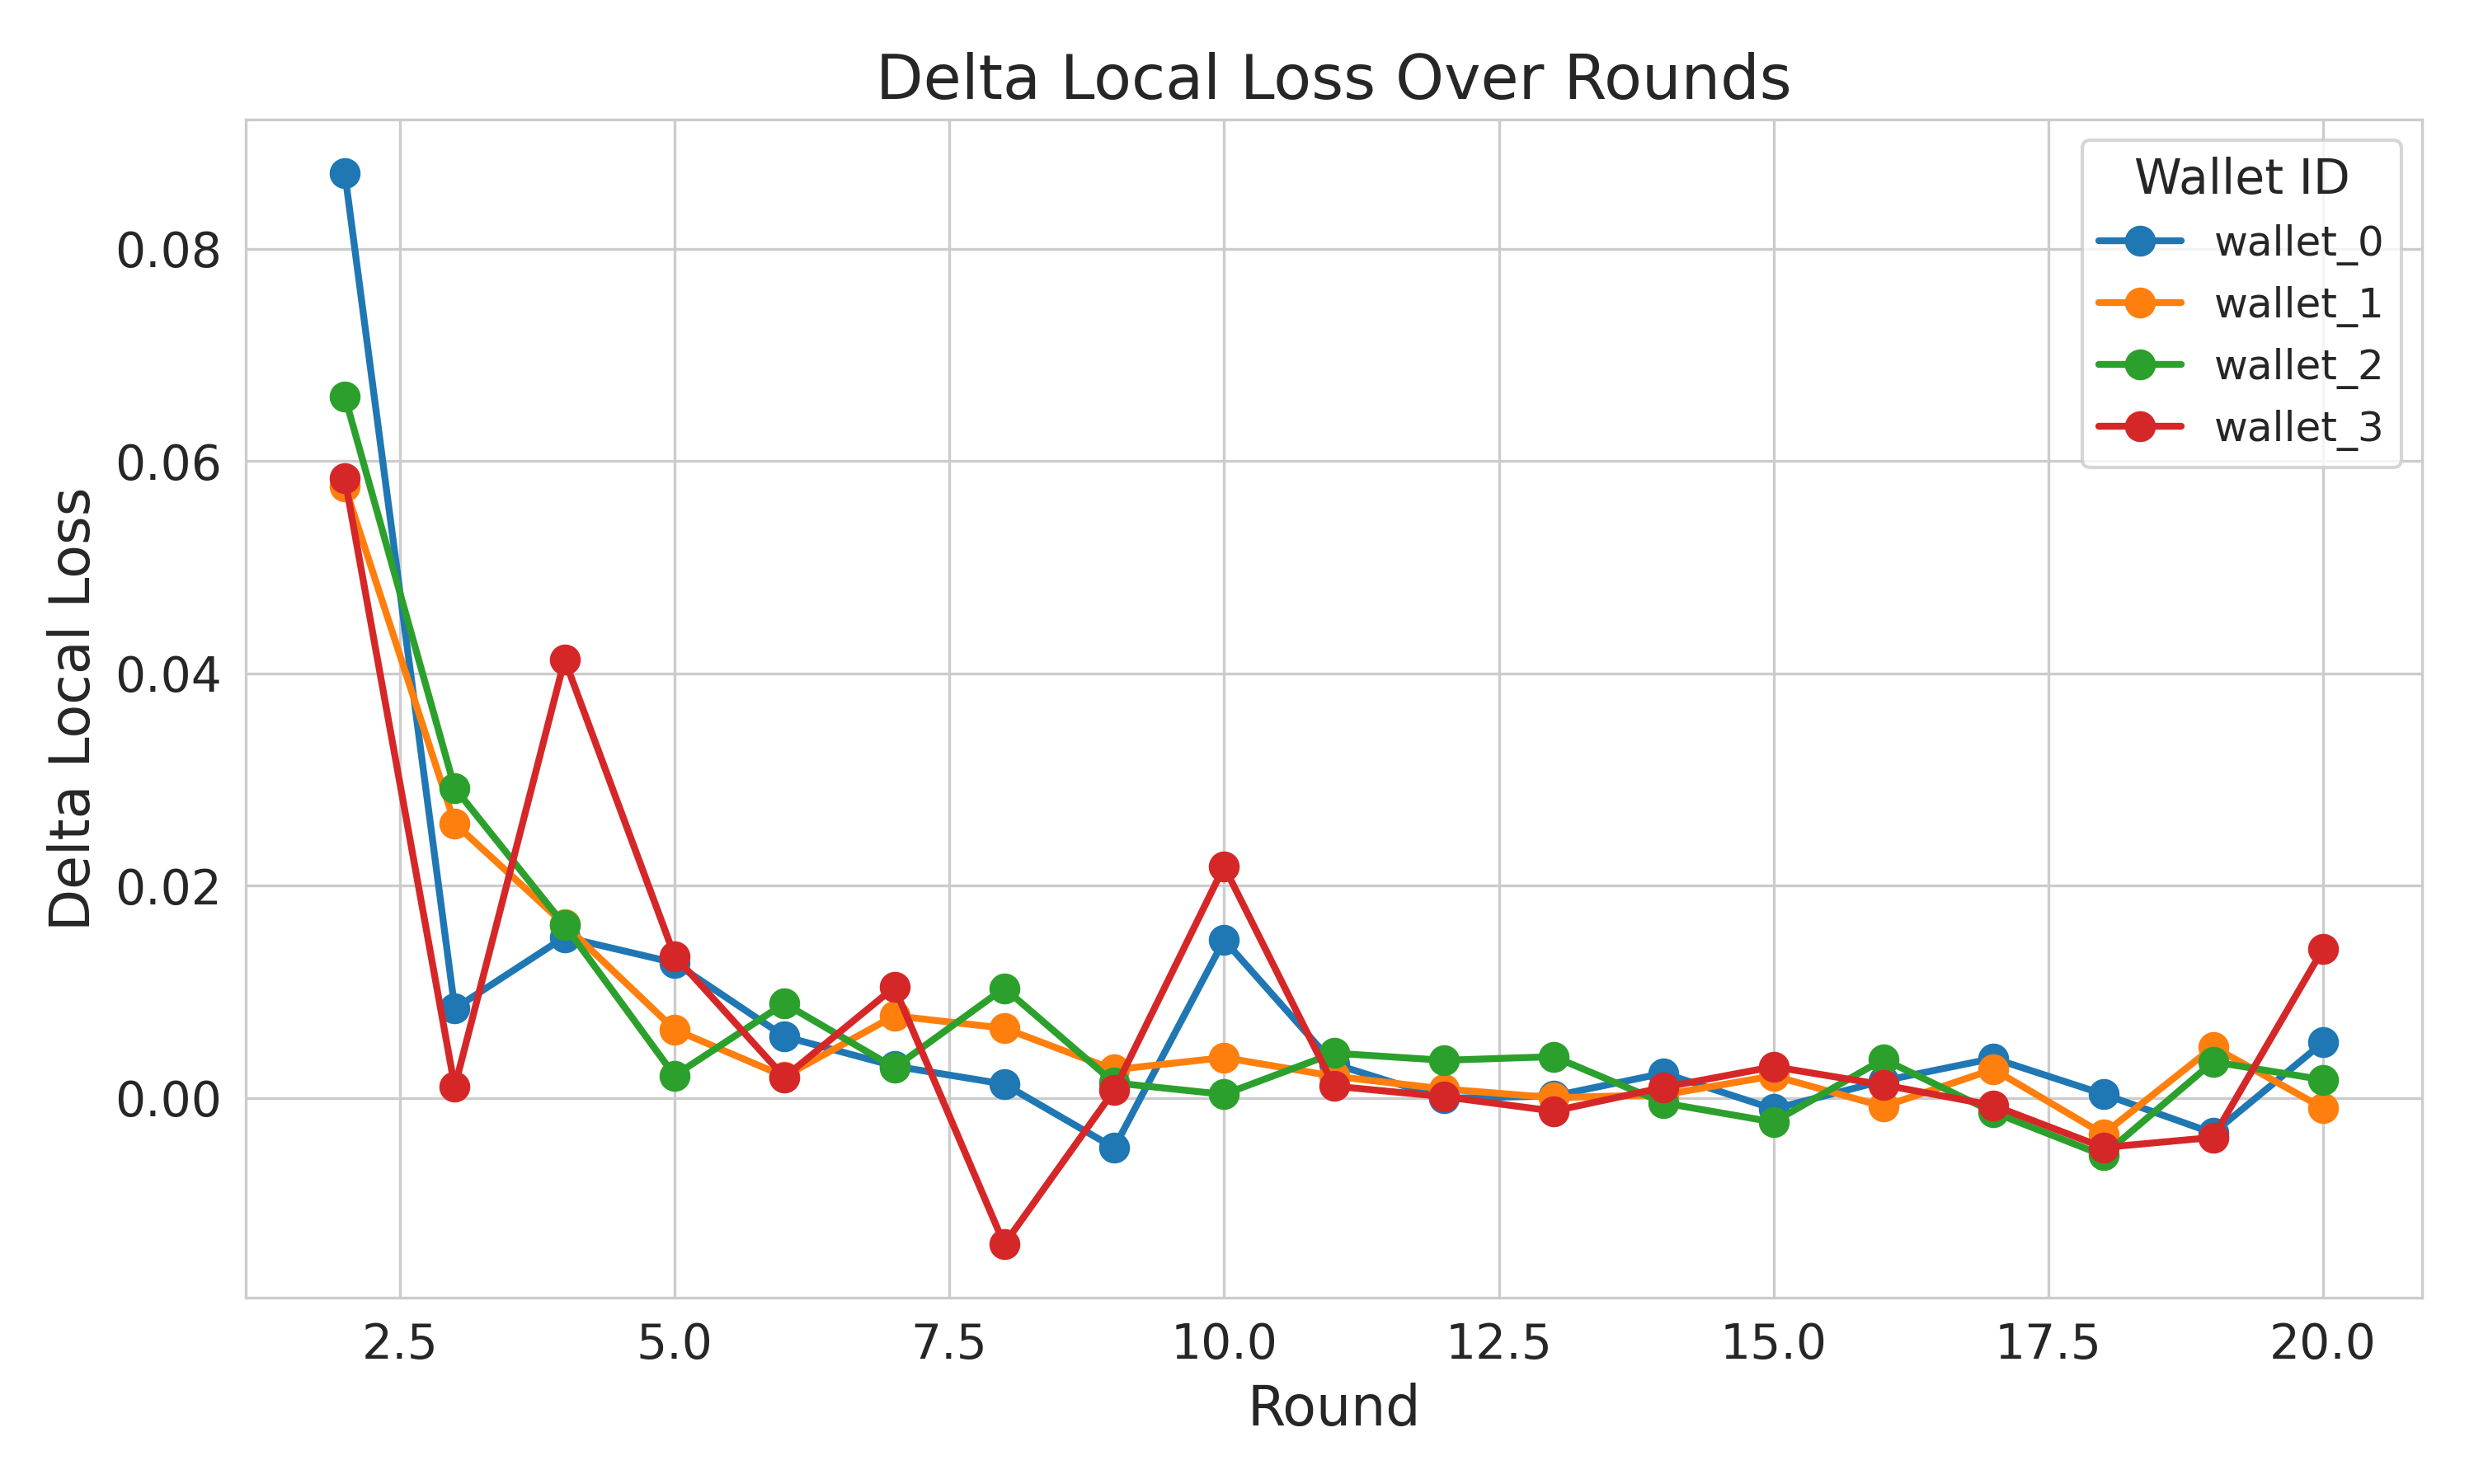 Delta Local Loss Over Rounds
Wallet ID
wallet_0
wallet_1
wallet_2
wallet_3
Delta Local Loss
0.08
0.06
0.04
0.02
0.00
2.5 5.0 7.5 10.0 12.5 15.0 17.5 20.0
Round